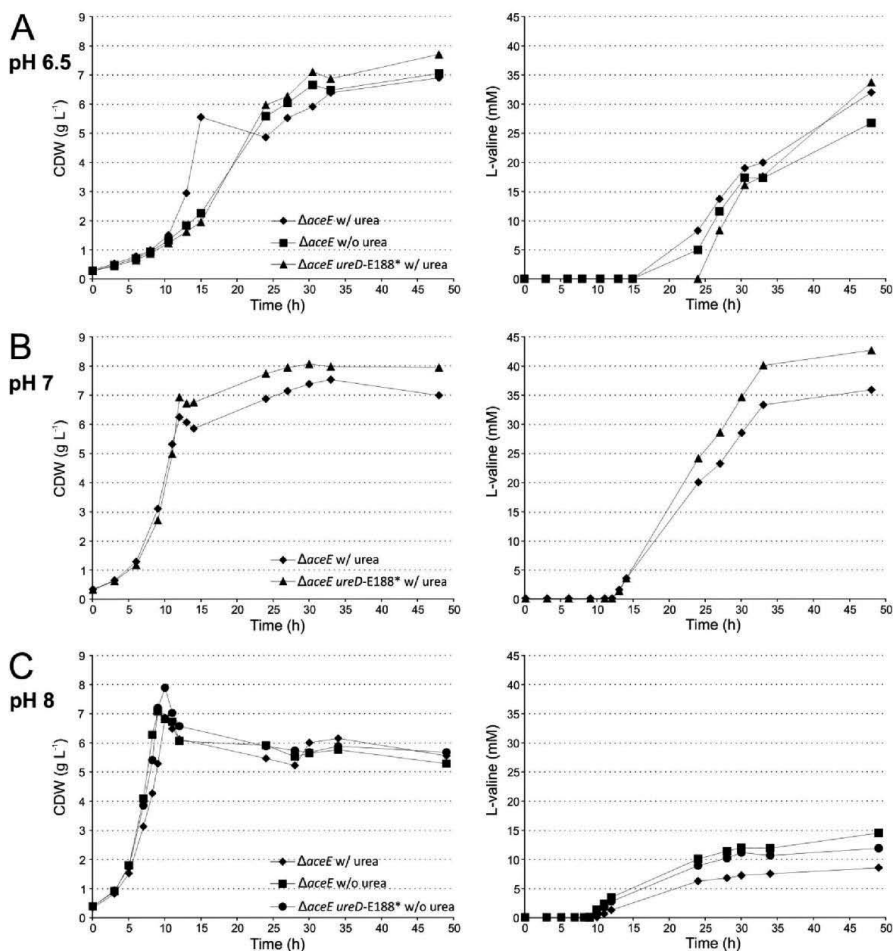 A
pH 6.5
CDW (g L⁻¹)
9
8
7
6
5
4
3
2
1
0
0 5 10 15 20 25 30 35 40 45 50
Time (h)
ΔaceE w/ urea
ΔaceE w/o urea
ΔaceE ureD-E188* w/ urea
L-valine (mM)
45
40
35
30
25
20
15
10
5
0
0 5 10 15 20 25 30 35 40 45 50
Time (h)
B
pH 7
CDW (g L⁻¹)
9
8
7
6
5
4
3
2
1
0
0 5 10 15 20 25 30 35 40 45 50
Time (h)
ΔaceE w/ urea
ΔaceE ureD-E188* w/ urea
L-valine (mM)
45
40
35
30
25
20
15
10
5
0
0 5 10 15 20 25 30 35 40 45 50
Time (h)
C
pH 8
CDW (g L⁻¹)
9
8
7
6
5
4
3
2
1
0
0 5 10 15 20 25 30 35 40 45 50
Time (h)
ΔaceE w/ urea
ΔaceE w/o urea
ΔaceE ureD-E188* w/o urea
L-valine (mM)
45
40
35
30
25
20
15
10
5
0
0 5 10 15 20 25 30 35 40 45 50
Time (h)